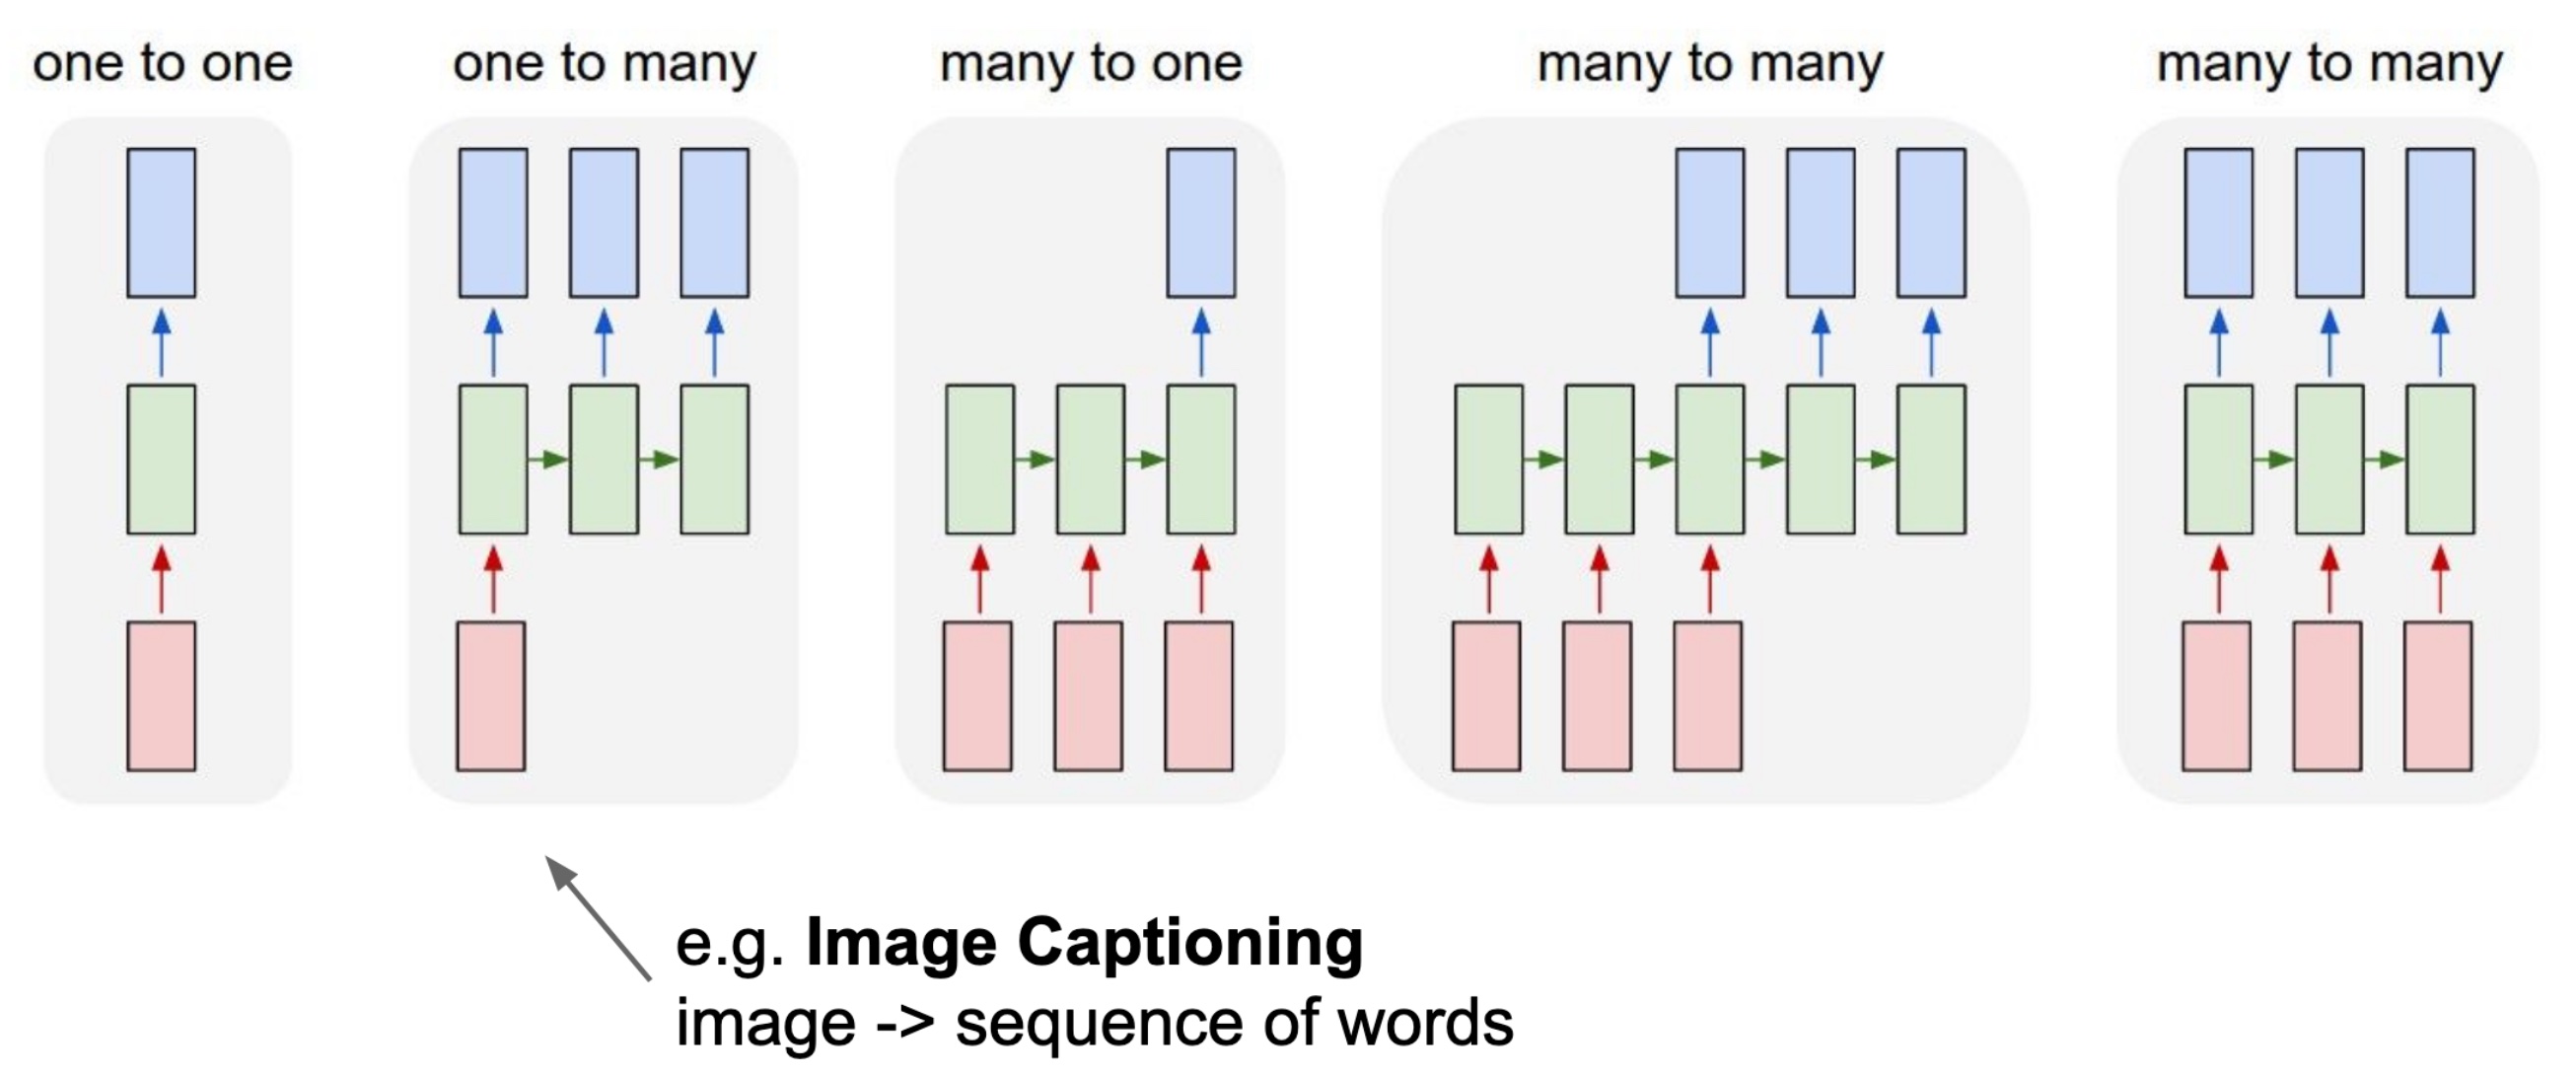 one to one
one to many
many to one
many to many
many to many
e.g. Image Captioning
image -> sequence of words